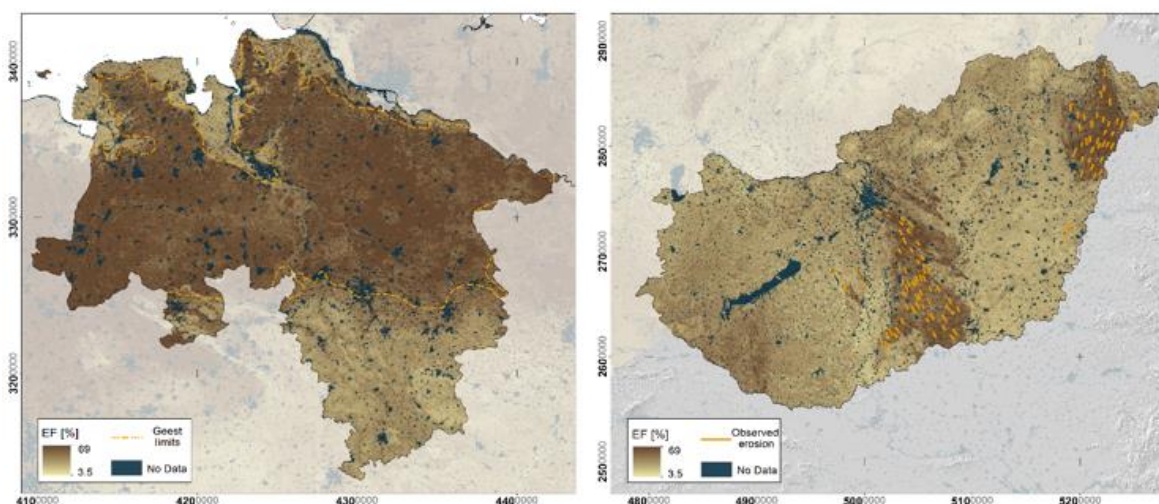 3400000
3300000
3200000
4100000
4200000
4300000
4400000
EF [%]
69
3.5
Geest
limits
No Data
2900000
2800000
2700000
2600000
2500000
4800000
4900000
5000000
5100000
5200000
EF [%]
69
3.5
Observed
erosion
No Data